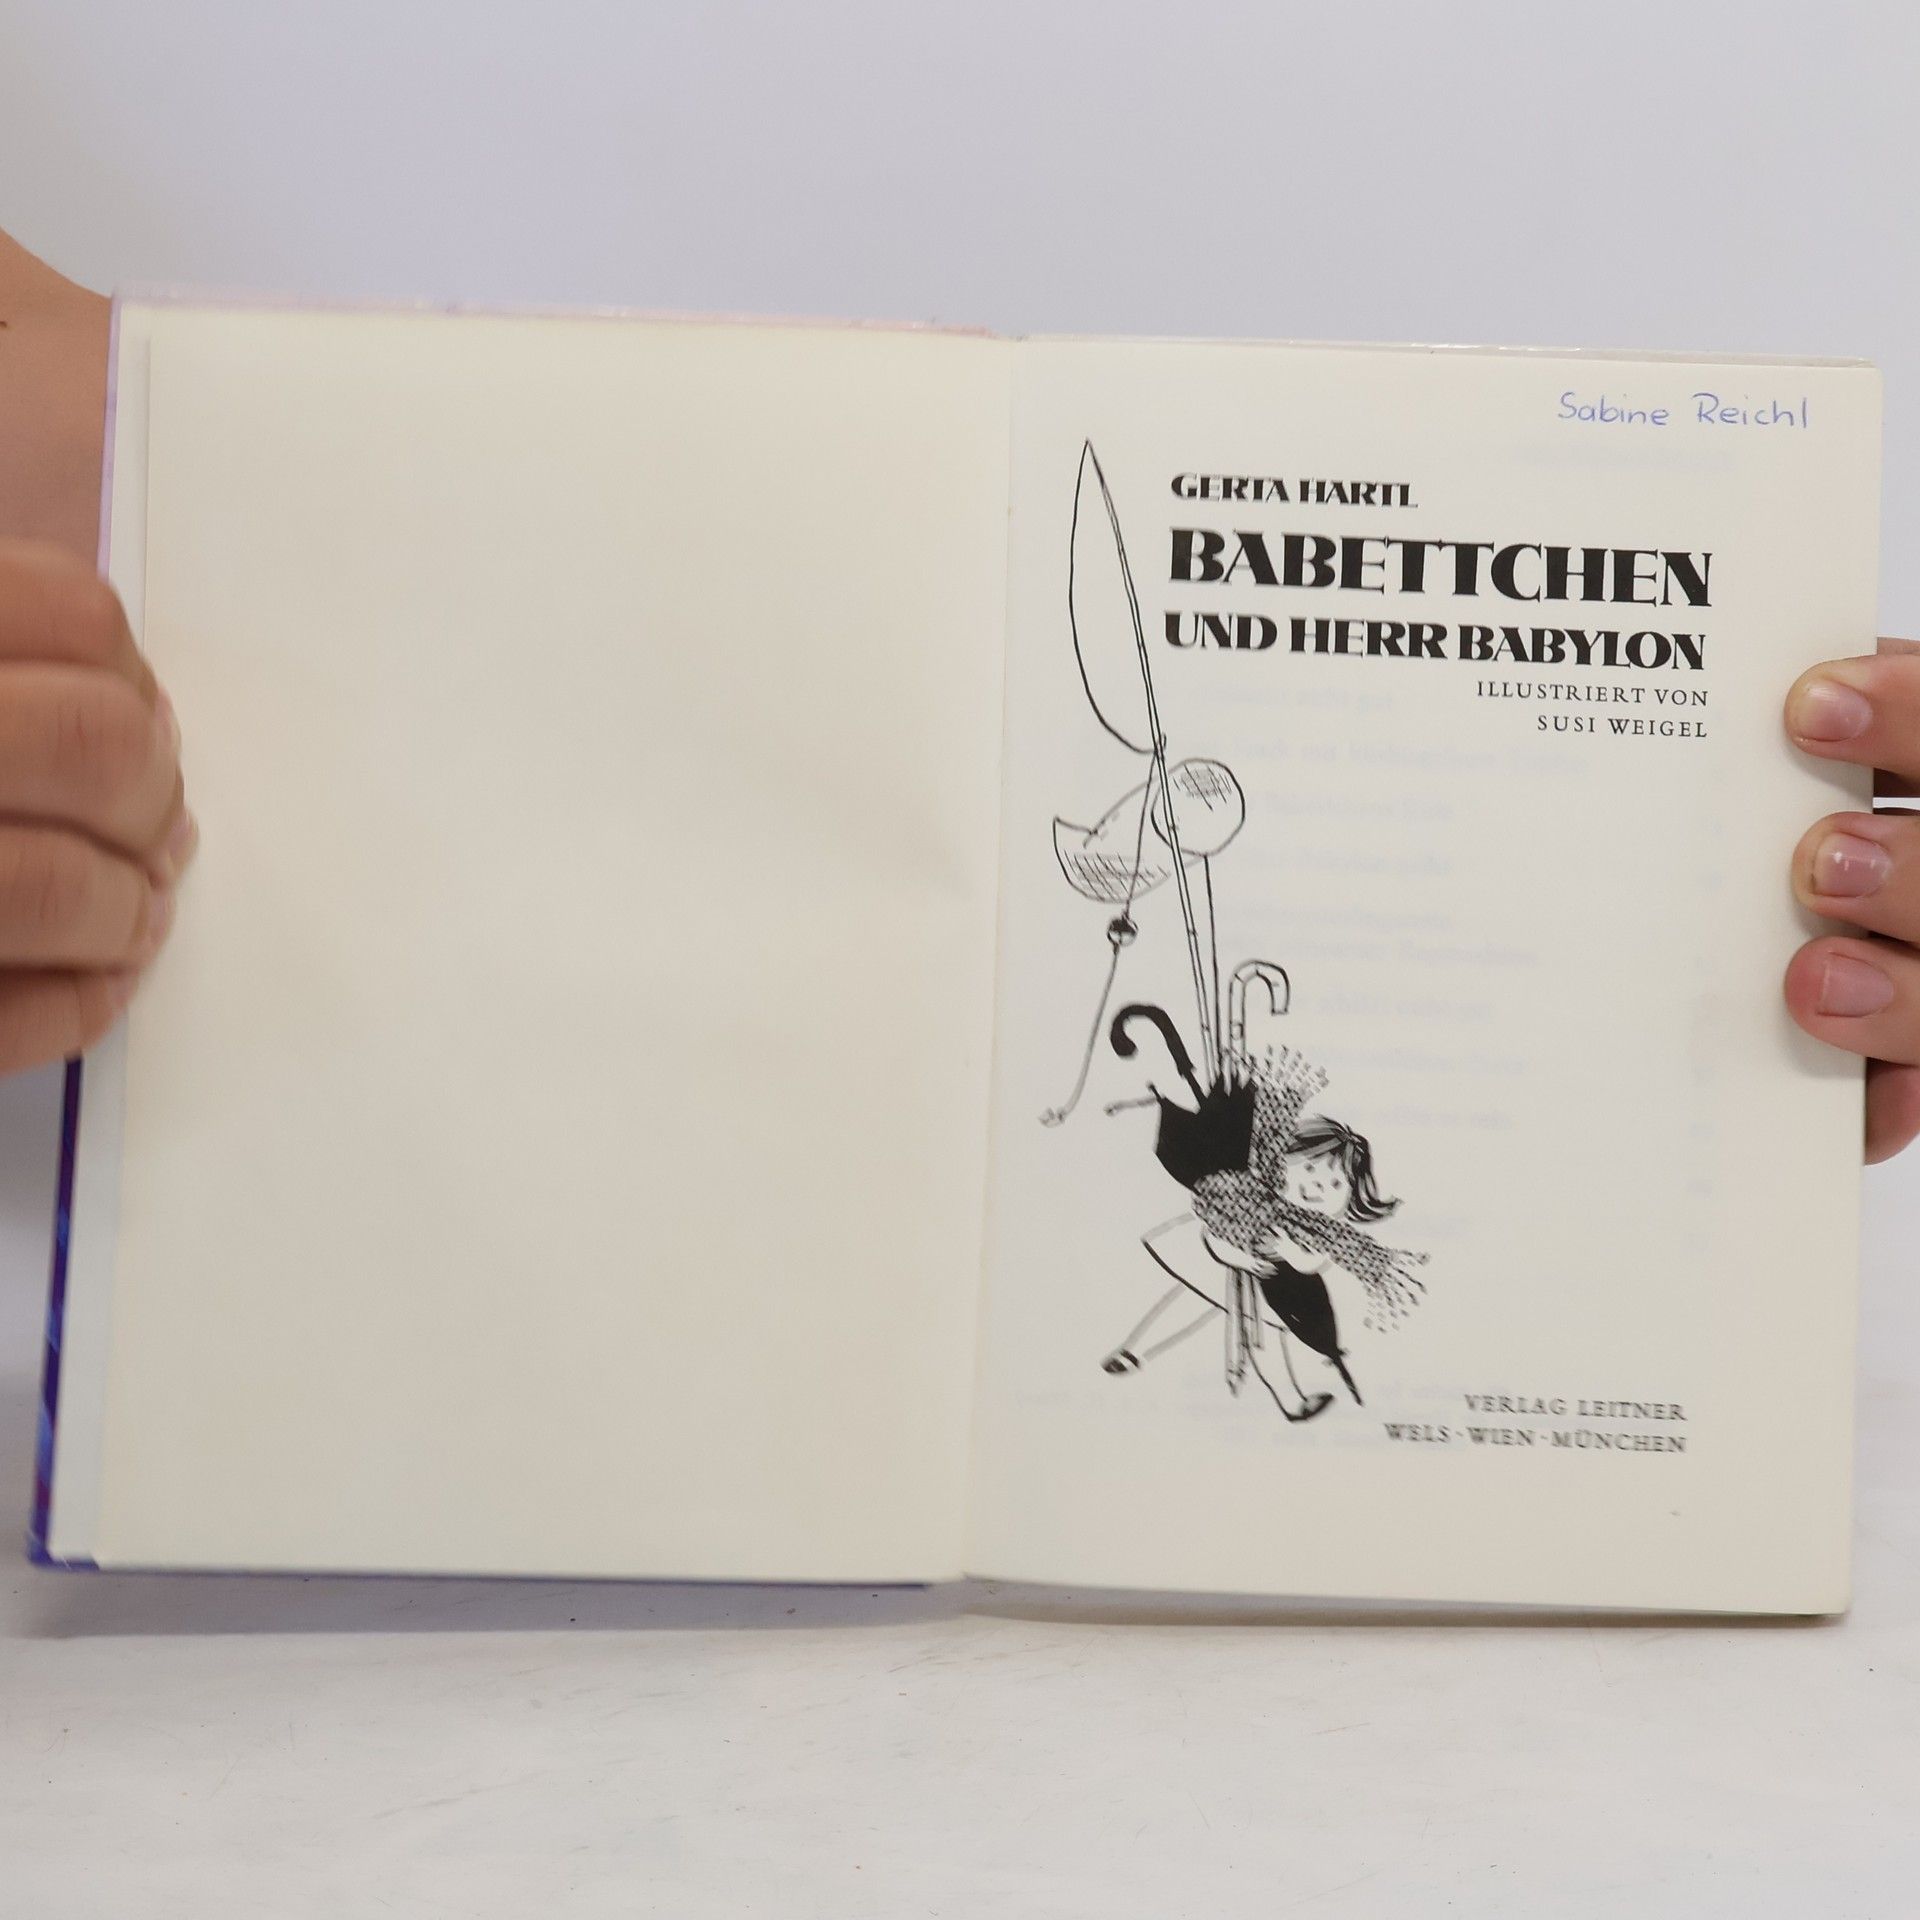 Sabine Reichl
GERTA HARTL
BABETTCHEN
UND HERR BABYLON
ILLUSTRIERT VON
SUSI WEIGEL
VERLAG LEITNER
WELS-WIEN-MÜNCHEN